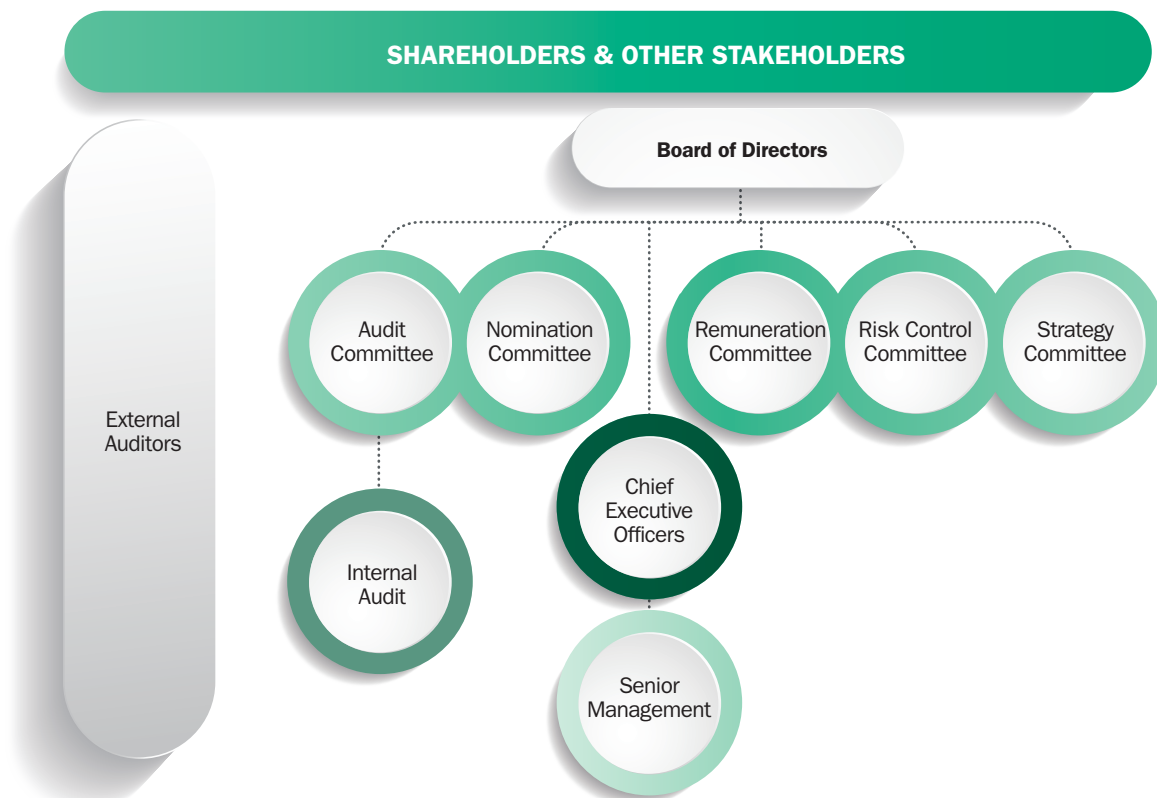 SHAREHOLDERS & OTHER STAKEHOLDERS
Board of Directors
Audit
Committee
Nomination
Committee
Remuneration
Committee
Risk Control
Committee
Strategy
Committee
External
Auditors
Chief
Executive
Officers
Internal
Audit
Senior
Management